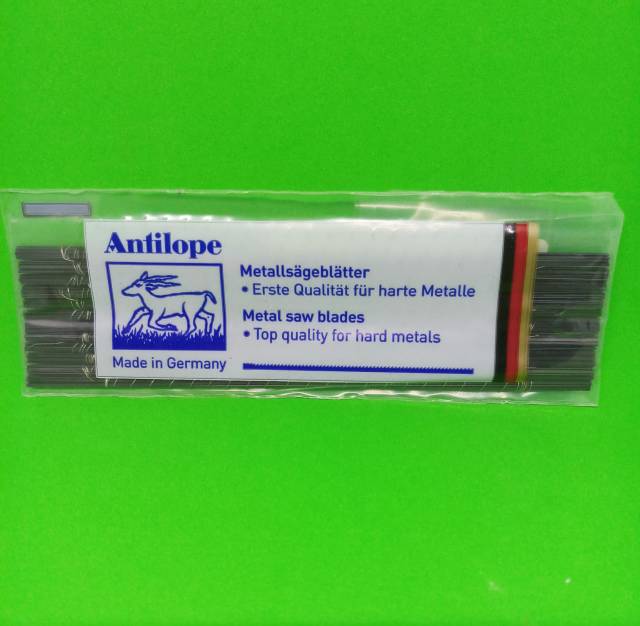 Antilope
Metallsägeblätter
• Erste Qualität für harte Metalle
Metal saw blades
• Top quality for hard metals
Made in Germany